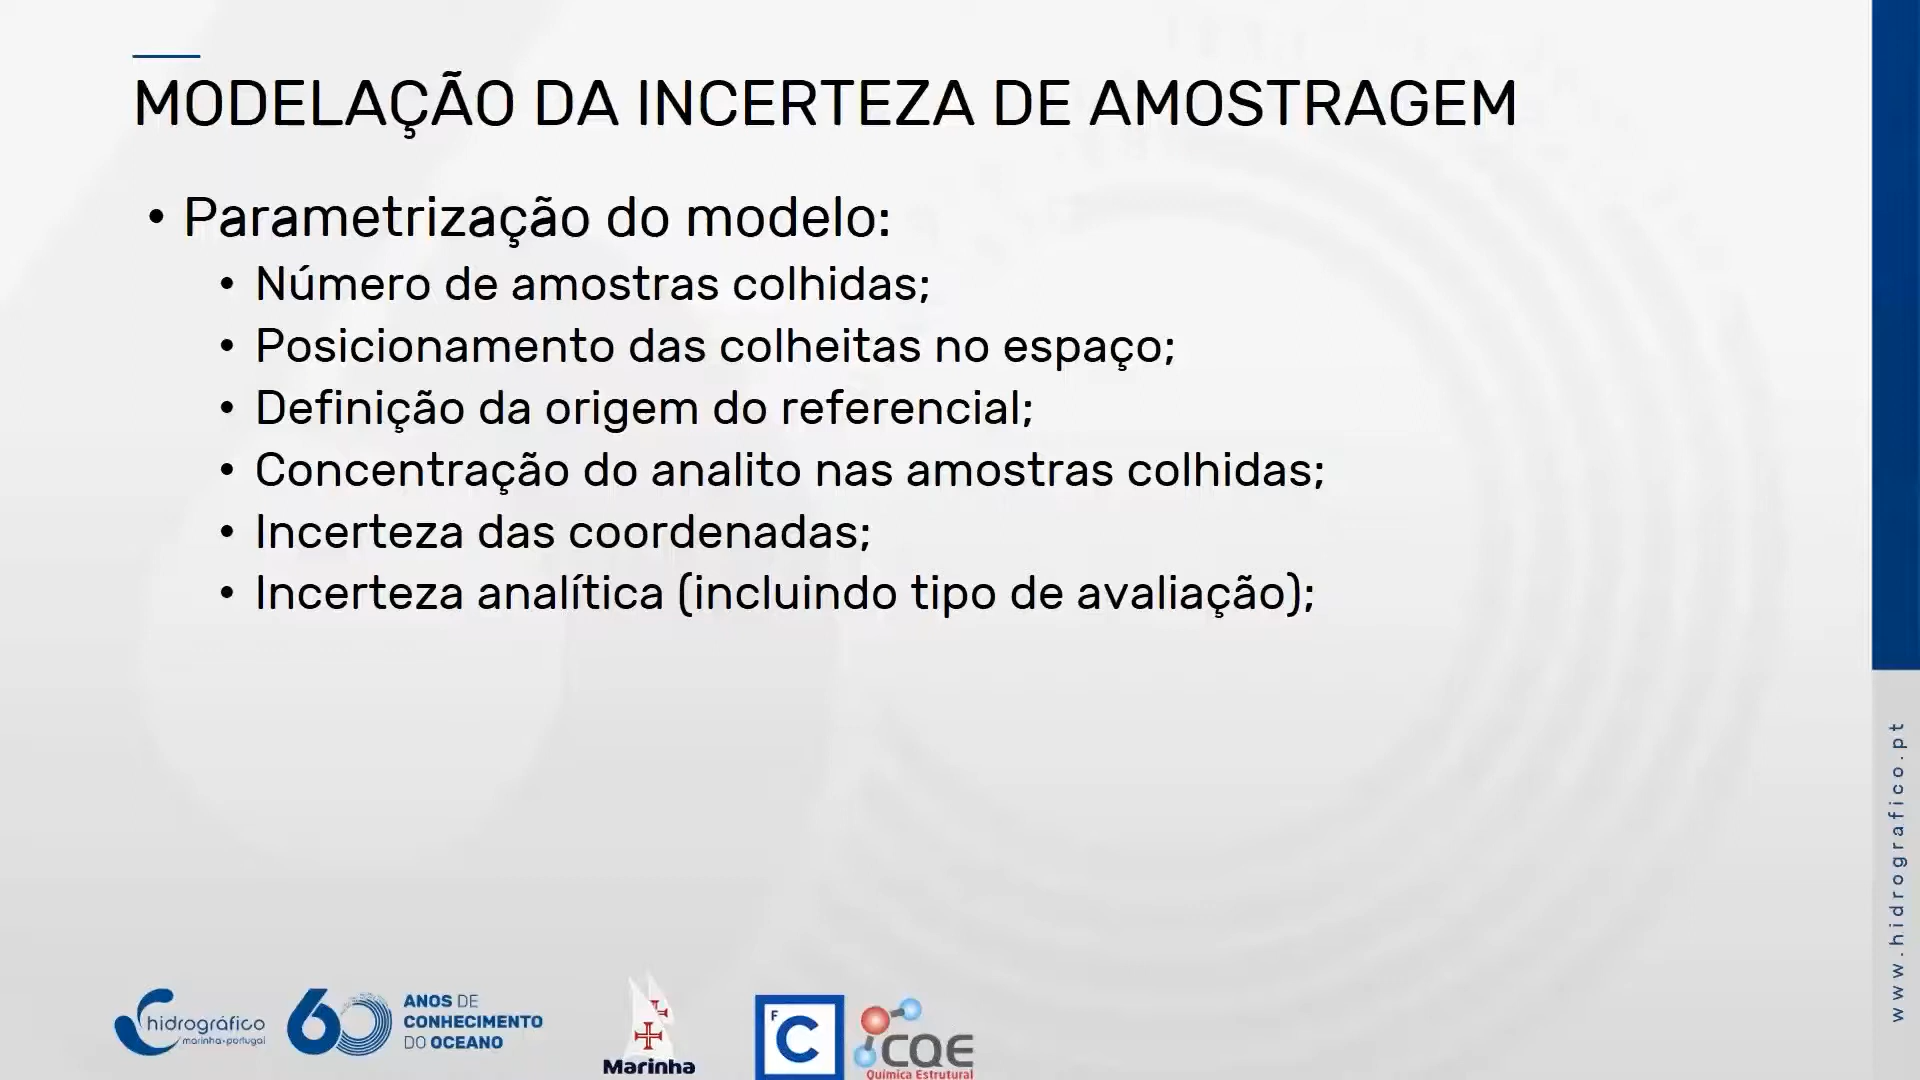 MODELAÇÃO DA INCERTEZA DE AMOSTRAGEM
• Parametrização do modelo:
• Número de amostras colhidas;
• Posicionamento das colheitas no espaço;
• Definição da origem do referencial;
• Concentração do analito nas amostras colhidas;
• Incerteza das coordenadas;
• Incerteza analítica (incluindo tipo de avaliação);
www.hidrografico.pt
hidrográfico
marinha•portugal
60
ANOS DE
CONHECIMENTO
DO OCEANO
Marinha
F
C
CQE
Química Estrutural